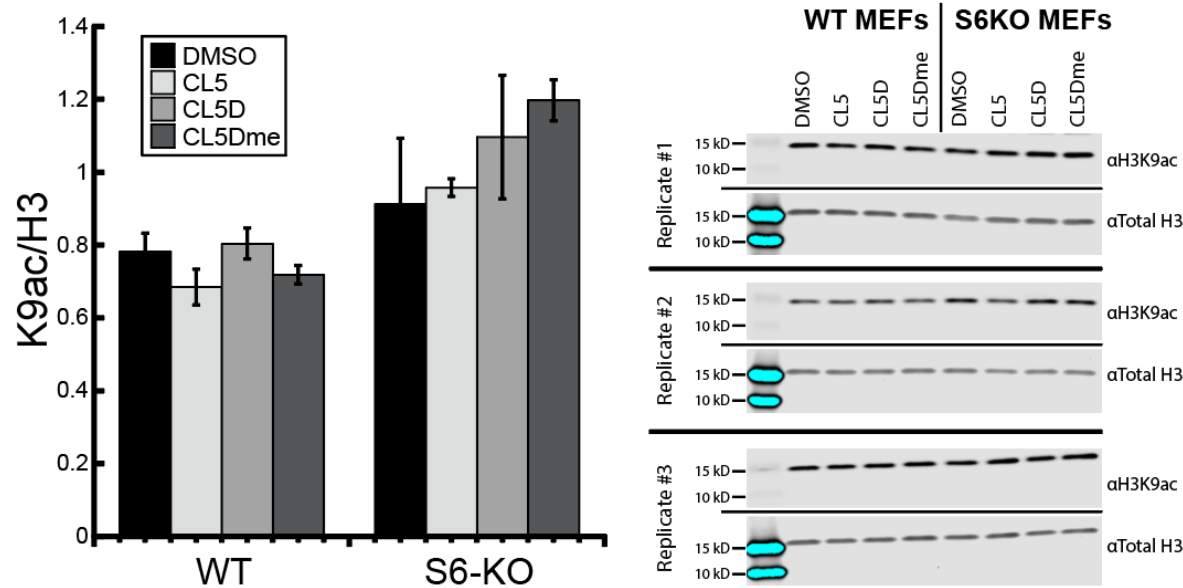 K9ac/H3
1.4
1.2
1
0.8
0.6
0.4
0.2
0
DMSO
CL5
CL5D
CL5Dme
WT
S6-KO
WT MEFs
S6KO MEFs
DMSO
CL5
CL5D
CL5Dme
DMSO
CL5
CL5D
CL5Dme
Replicate #1
15 kD
10 kD
αH3K9ac
15 kD
10 kD
αTotal H3
Replicate #2
15 kD
10 kD
αH3K9ac
15 kD
10 kD
αTotal H3
Replicate #3
15 kD
10 kD
αH3K9ac
15 kD
10 kD
αTotal H3